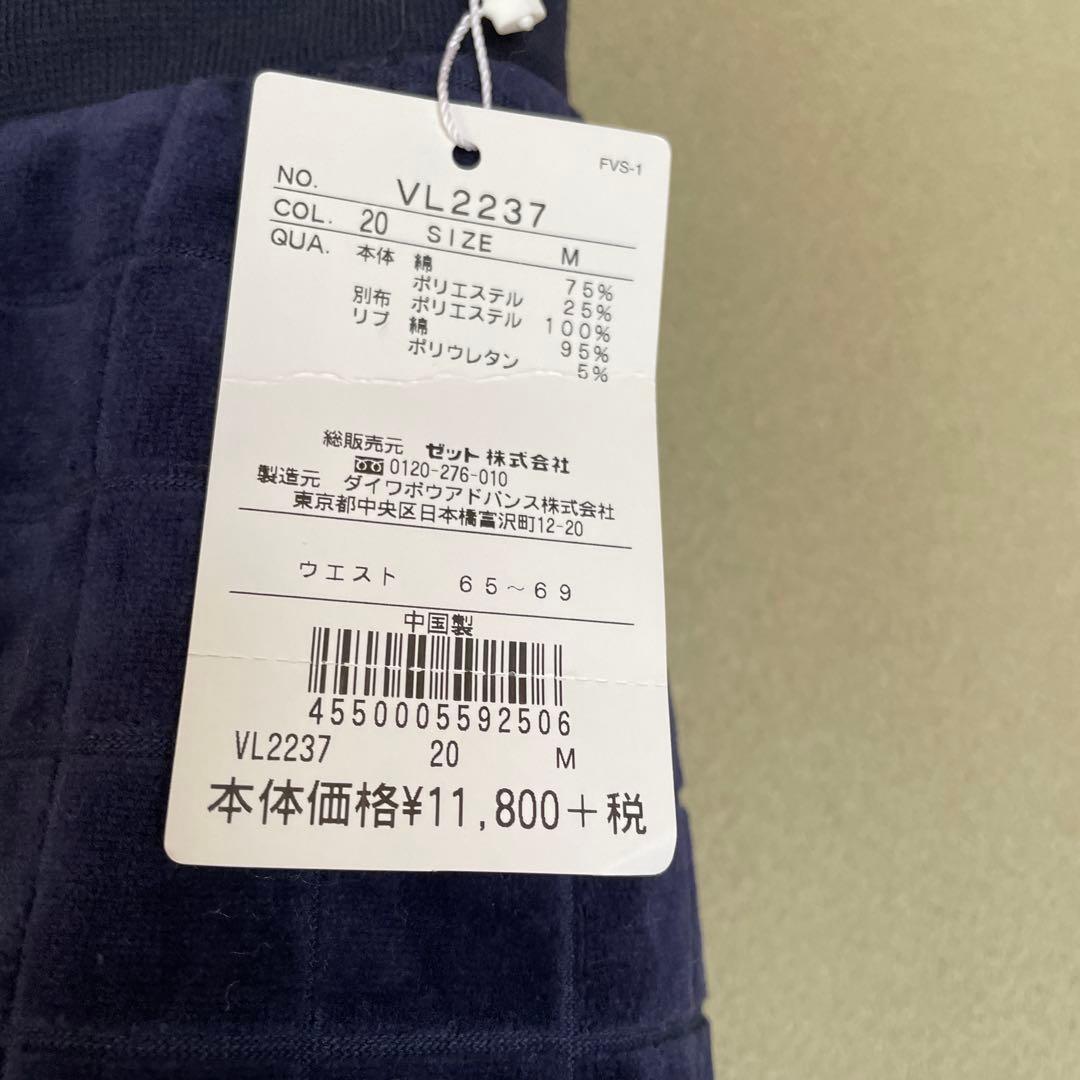 FVS-1
NO. VL2237
COL. 20 SIZE M
QUA. 本体 綿 75%
ポリエステル 25%
別布 ポリエステル 100%
リブ 綿 95%
ポリウレタン 5%
総販売元 ゼット株式会社
0120-276-010
製造元 ダイワボウアドバンス株式会社
東京都中央区日本橋富沢町12-20
ウエスト 65~69
中国製
4550005592506
VL2237 20 M
本体価格¥11,800+税